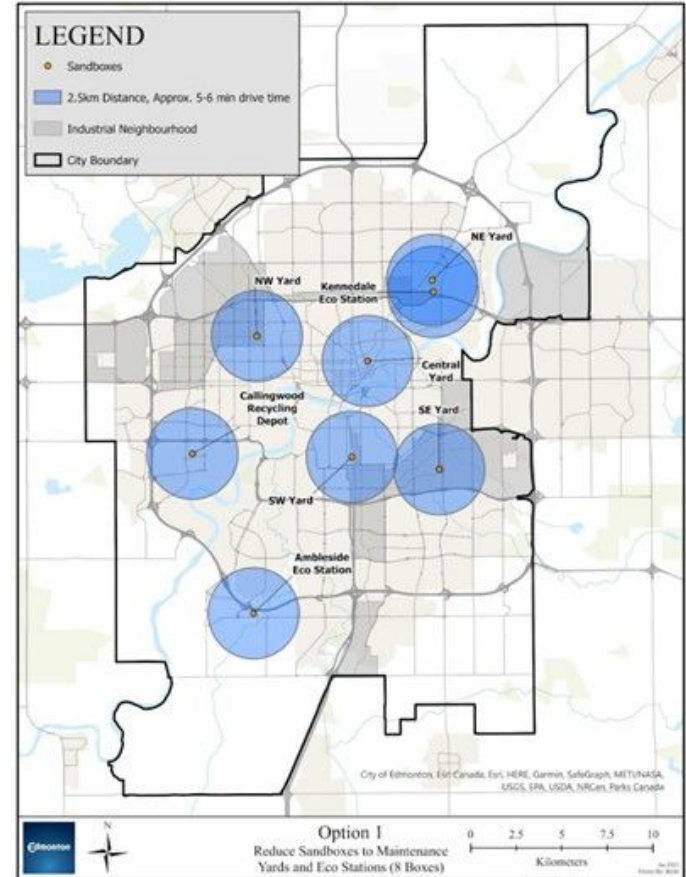 LEGEND
Sandboxes
2.5km Distance, Approx. 5-6 min drive time
Industrial Neighbourhood
City Boundary
NE Yard
NW Yard
Kennedale
Eco Station
Central
Yard
Callingwood
Recycling
Depot
SE Yard
SW Yard
Ambleside
Eco Station
City of Edmonton, Esri Canada, Esri, HERE, Garmin, SafeGraph, METI/NASA,
USGS, EPA, USDA, NRCan, Parks Canada
Edmonton
N
Option 1
Reduce Sandboxes to Maintenance
Yards and Eco Stations (8 Boxes)
0 2.5 5 7.5 10
Kilometers